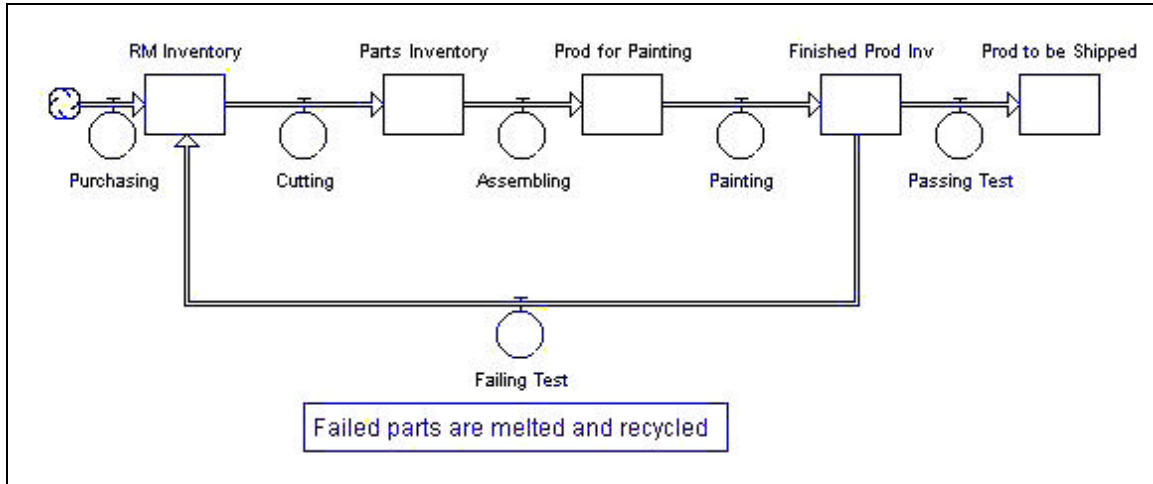 RM Inventory
Parts Inventory
Prod for Painting
Finished Prod Inv
Prod to be Shipped
Purchasing
Cutting
Assembling
Painting
Passing Test
Failing Test
Failed parts are melted and recycled